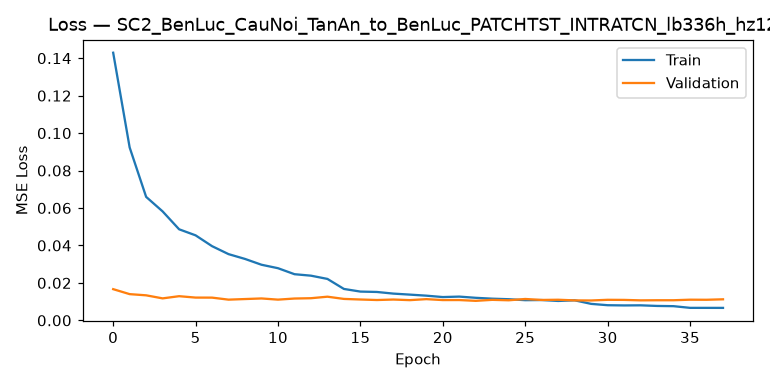 Loss — SC2_BenLuc_CauNoi_TanAn_to_BenLuc_PATCHTST_INTRATCN_lb336h_hz12
Train
Validation
0.14
0.12
0.10
0.08
0.06
0.04
0.02
0.00
MSE Loss
0 5 10 15 20 25 30 35
Epoch